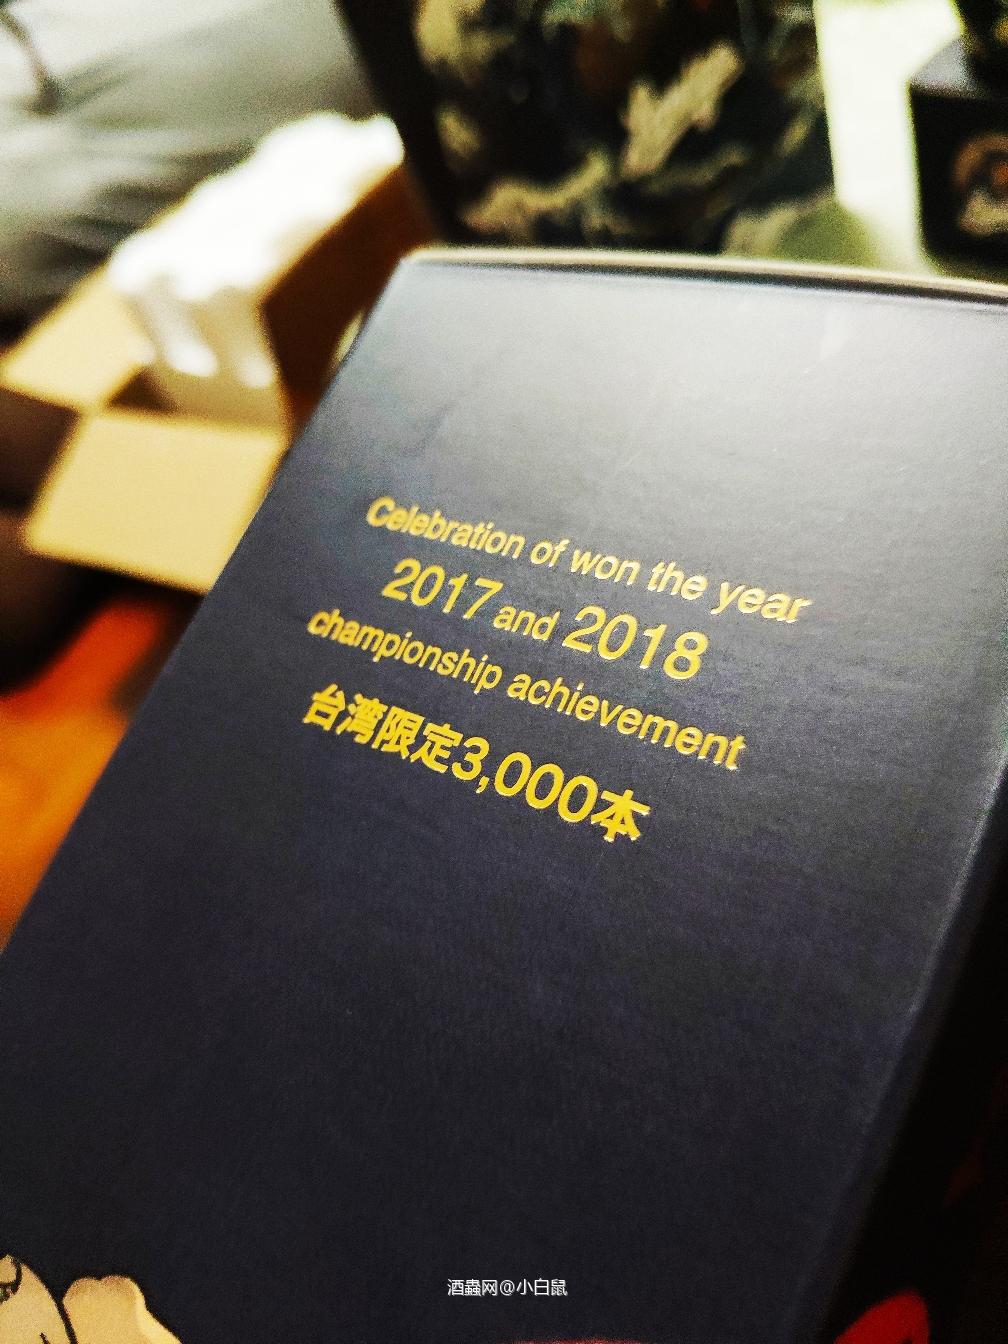 Celebration of won the year
2017 and 2018
championship achievement
台湾限定3,000本
酒蟲网@小白鼠